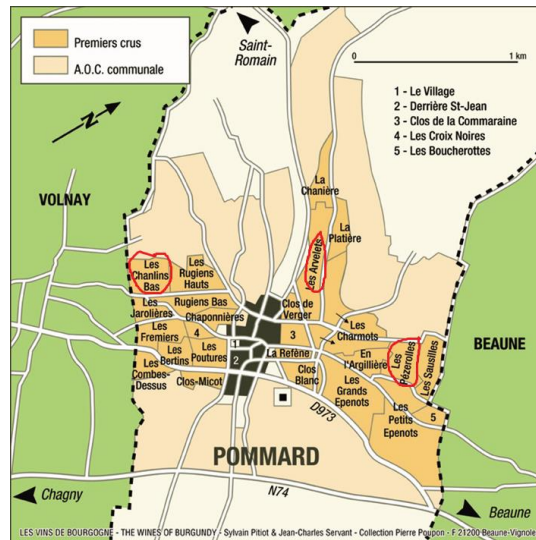 Premiers crus
A.O.C. communale
Saint-
Romain
0
1 km
1 - Le Village
2 - Derrière St-Jean
3 - Clos de la Commaraine
4 - Les Croix Noires
5 - Les Boucherottes
N
VOLNAY
La
Chanière
La
Platière
Les Arvelets
Les
Chanlins
Bas
Les
Rugiens
Hauts
Les
Jarolières
Rugiens Bas
Chaponnières
Clos de
Verger
Les
Fremiers
4
1
3
Les
Charmots
BEAUNE
Les
Bertins
Les
Poutures
2
La Refène
En
l'Argillière
Les
Pézerolles
Les Sausilles
Les
Combes-
Dessus
Clos-Micot
Clos
Blanc
Les
Grands
Epenots
Les
Petits
Epenots
5
D973
POMMARD
N74
Chagny
Beaune
LES VINS DE BOURGOGNE - THE WINES OF BURGUNDY - Sylvain Pitiot & Jean-Charles Servant - Collection Pierre Poupon - F 21200 Beaune-Vignole